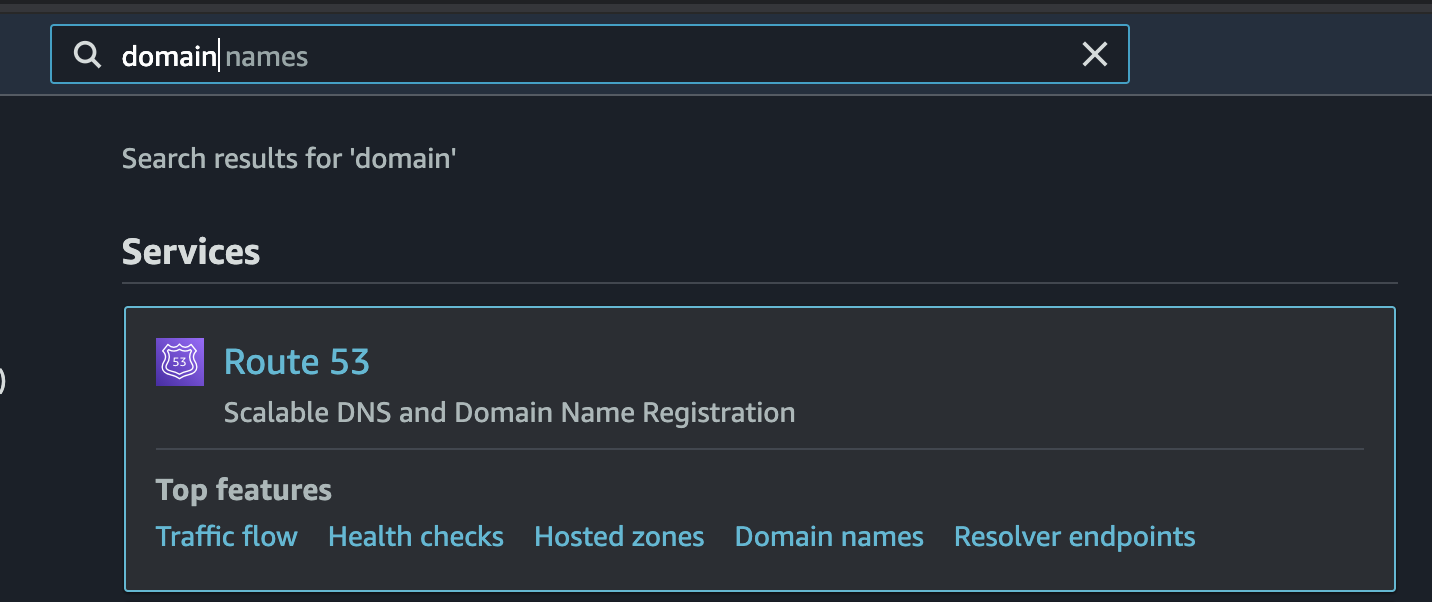 domain names
Search results for 'domain'
Services
53
Route 53
Scalable DNS and Domain Name Registration
Top features
Traffic flow Health checks Hosted zones Domain names Resolver endpoints
)